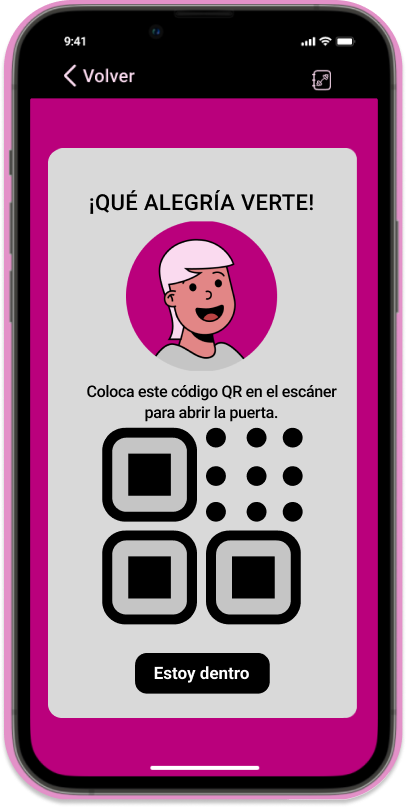 9:41
Volver
¡QUÉ ALEGRÍA VERTE!
Coloca este código QR en el escáner
para abrir la puerta.
Estoy dentro